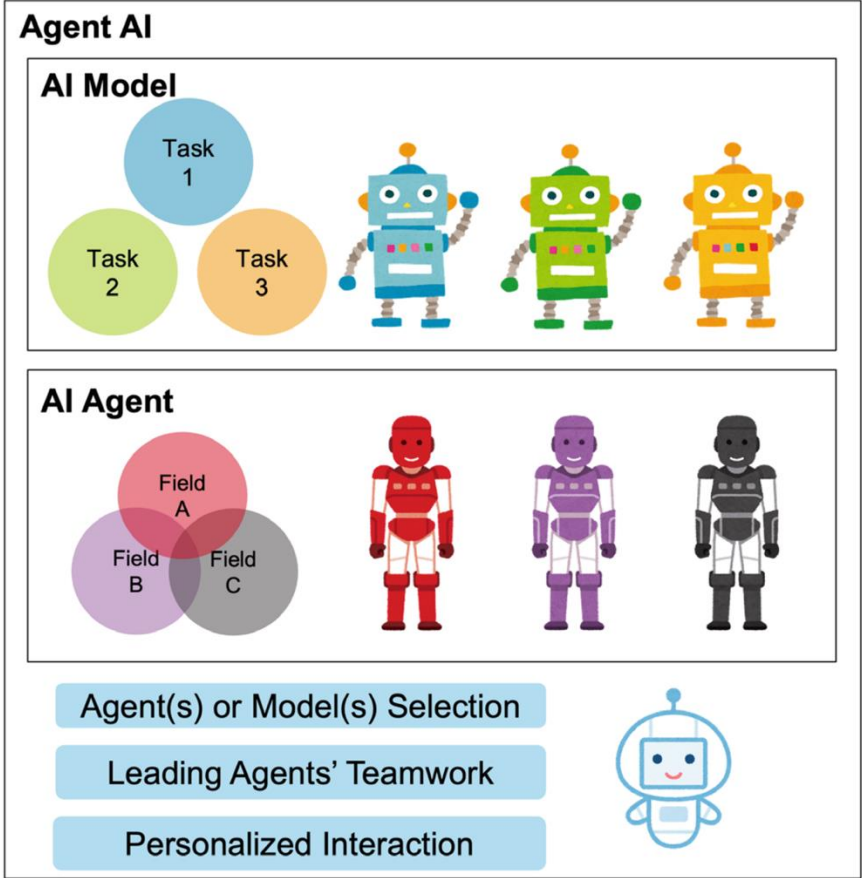 Agent AI
AI Model
Task
1
Task
2
Task
3
AI Agent
Field
A
Field
B
Field
C
Agent(s) or Model(s) Selection
Leading Agents’ Teamwork
Personalized Interaction